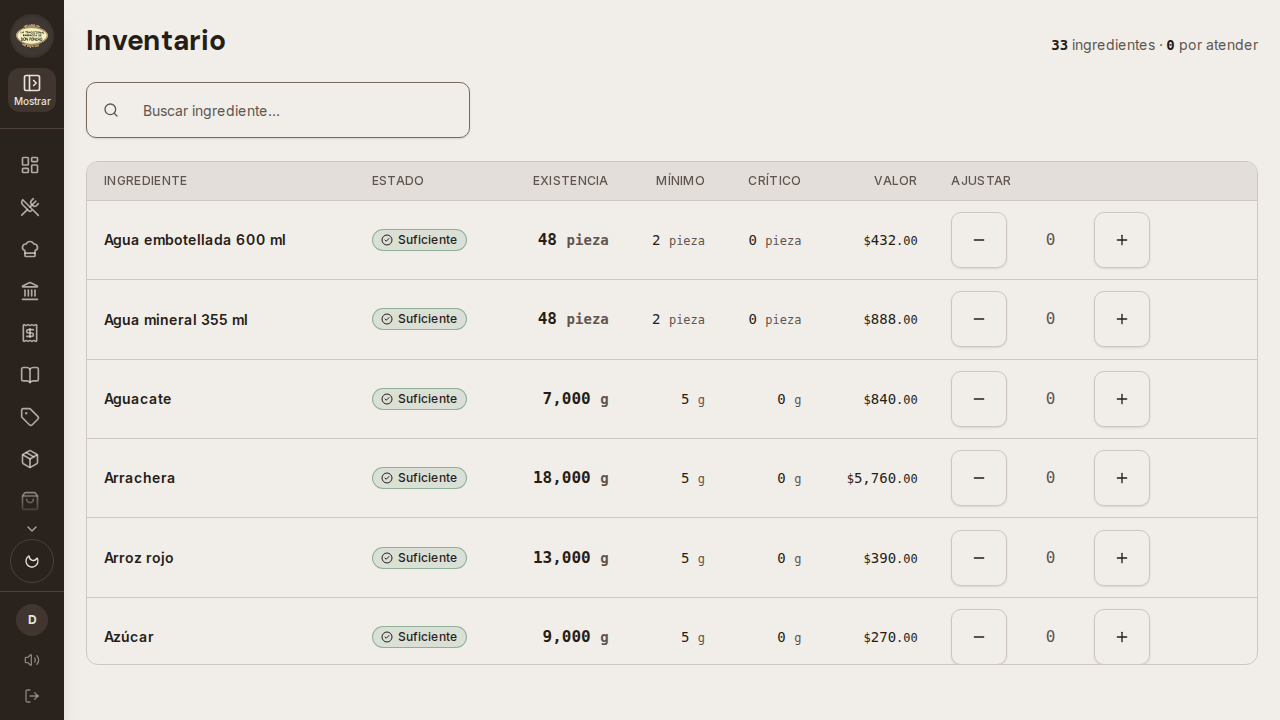 Inventario
33 ingredientes · 0 por atender
Mostrar
Buscar ingrediente...
INGREDIENTE ESTADO EXISTENCIA MÍNIMO CRÍTICO VALOR AJUSTAR
Agua embotellada 600 ml Suficiente 48 pieza 2 pieza 0 pieza $432.00 − 0 +
Agua mineral 355 ml Suficiente 48 pieza 2 pieza 0 pieza $888.00 − 0 +
Aguacate Suficiente 7,000 g 5 g 0 g $840.00 − 0 +
Arrachera Suficiente 18,000 g 5 g 0 g $5,760.00 − 0 +
Arroz rojo Suficiente 13,000 g 5 g 0 g $390.00 − 0 +
Azúcar Suficiente 9,000 g 5 g 0 g $270.00 − 0 +
D